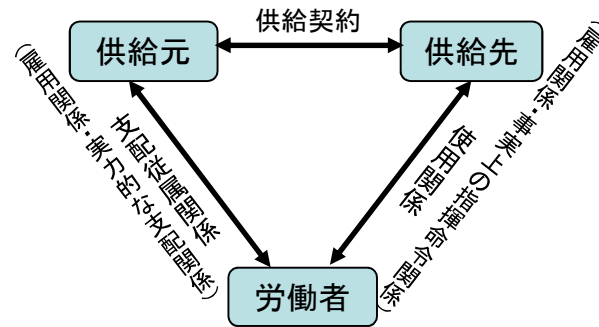 供給契約
供給元
供給先
支配従属関係
（雇用関係・実力的な支配関係）
使用関係
（雇用関係・事実上の指揮命令関係）
労働者